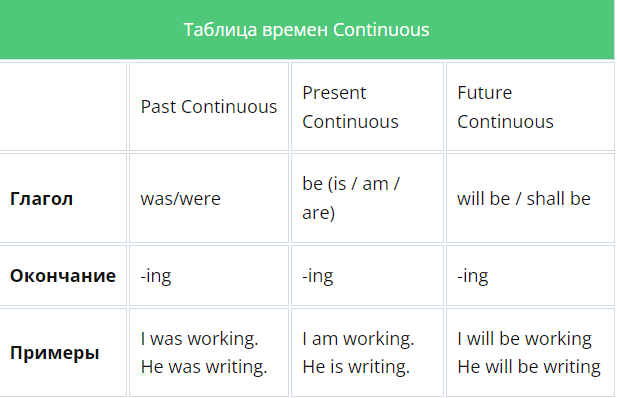 Таблица времен Continuous
Past Continuous
Present
Continuous
Future
Continuous
Глагол
was/were
be (is / am /
are)
will be / shall be
Окончание
-ing
-ing
-ing
Примеры
I was working.
He was writing.
I am working.
He is writing.
I will be working
He will be writing